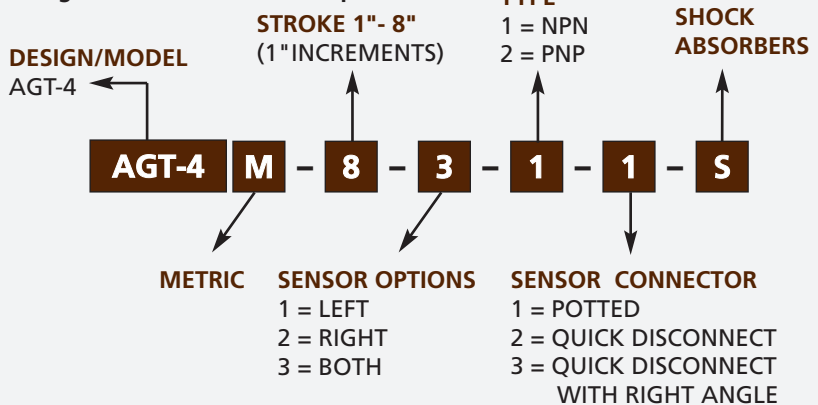 STROKE 1"- 8"
(1"INCREMENTS)
1 = NPN
2 = PNP
SHOCK
ABSORBERS
DESIGN/MODEL
AGT-4
AGT-4 M - 8 - 3 - 1 - 1 - S
METRIC
SENSOR OPTIONS
1 = LEFT
2 = RIGHT
3 = BOTH
SENSOR CONNECTOR
1 = POTTED
2 = QUICK DISCONNECT
3 = QUICK DISCONNECT
WITH RIGHT ANGLE